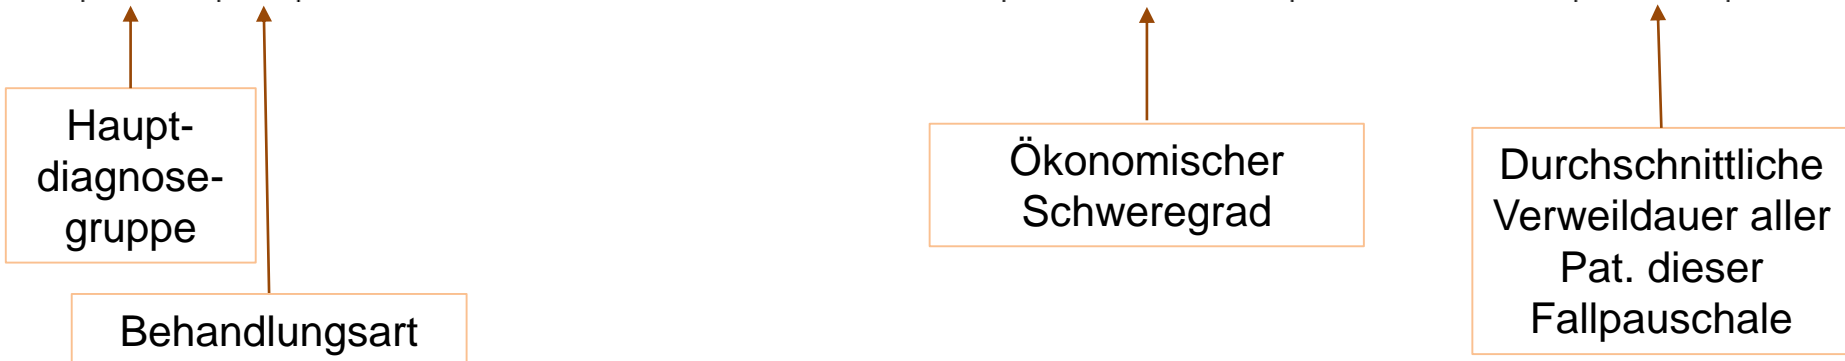 Haupt-
diagnose-
gruppe
Behandlungsart
Ökonomischer
Schweregrad
Durchschnittliche
Verweildauer aller
Pat. dieser
Fallpauschale